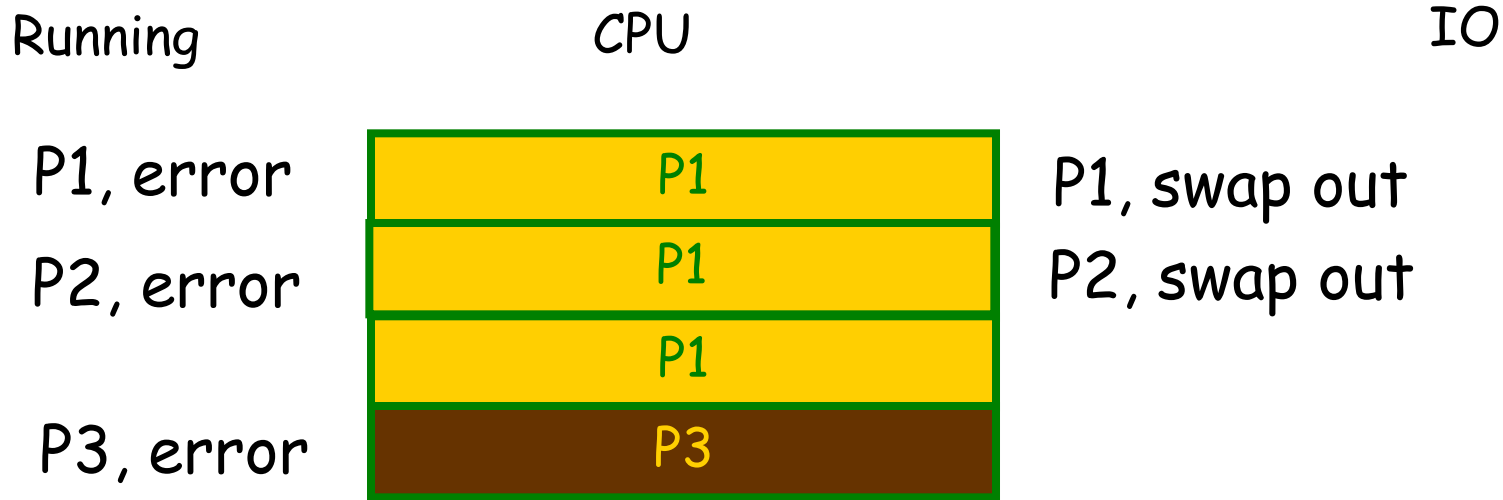 Running CPU IO
P1, error P1 P1, swap out
P2, error P1 P2, swap out
P1
P3, error P3